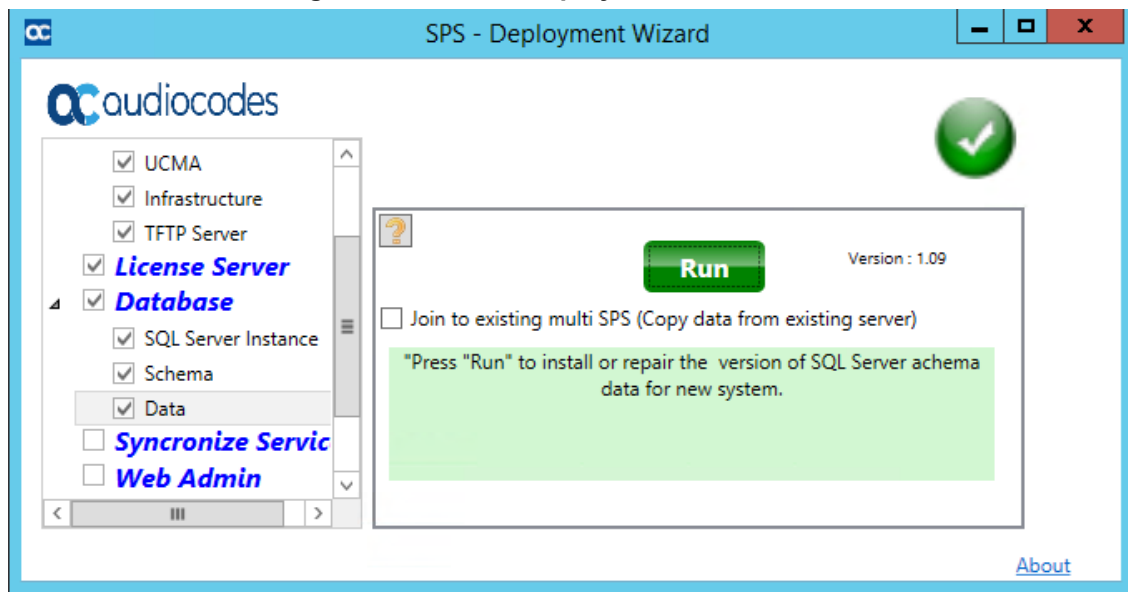 SPS - Deployment Wizard
audiocodes
UCMA
Infrastructure
TFTP Server
License Server
Database
SQL Server Instance
Schema
Data
Syncronize Servic
Web Admin
Run
Version : 1.09
Join to existing multi SPS (Copy data from existing server)
"Press "Run" to install or repair the version of SQL Server achema
data for new system.
About